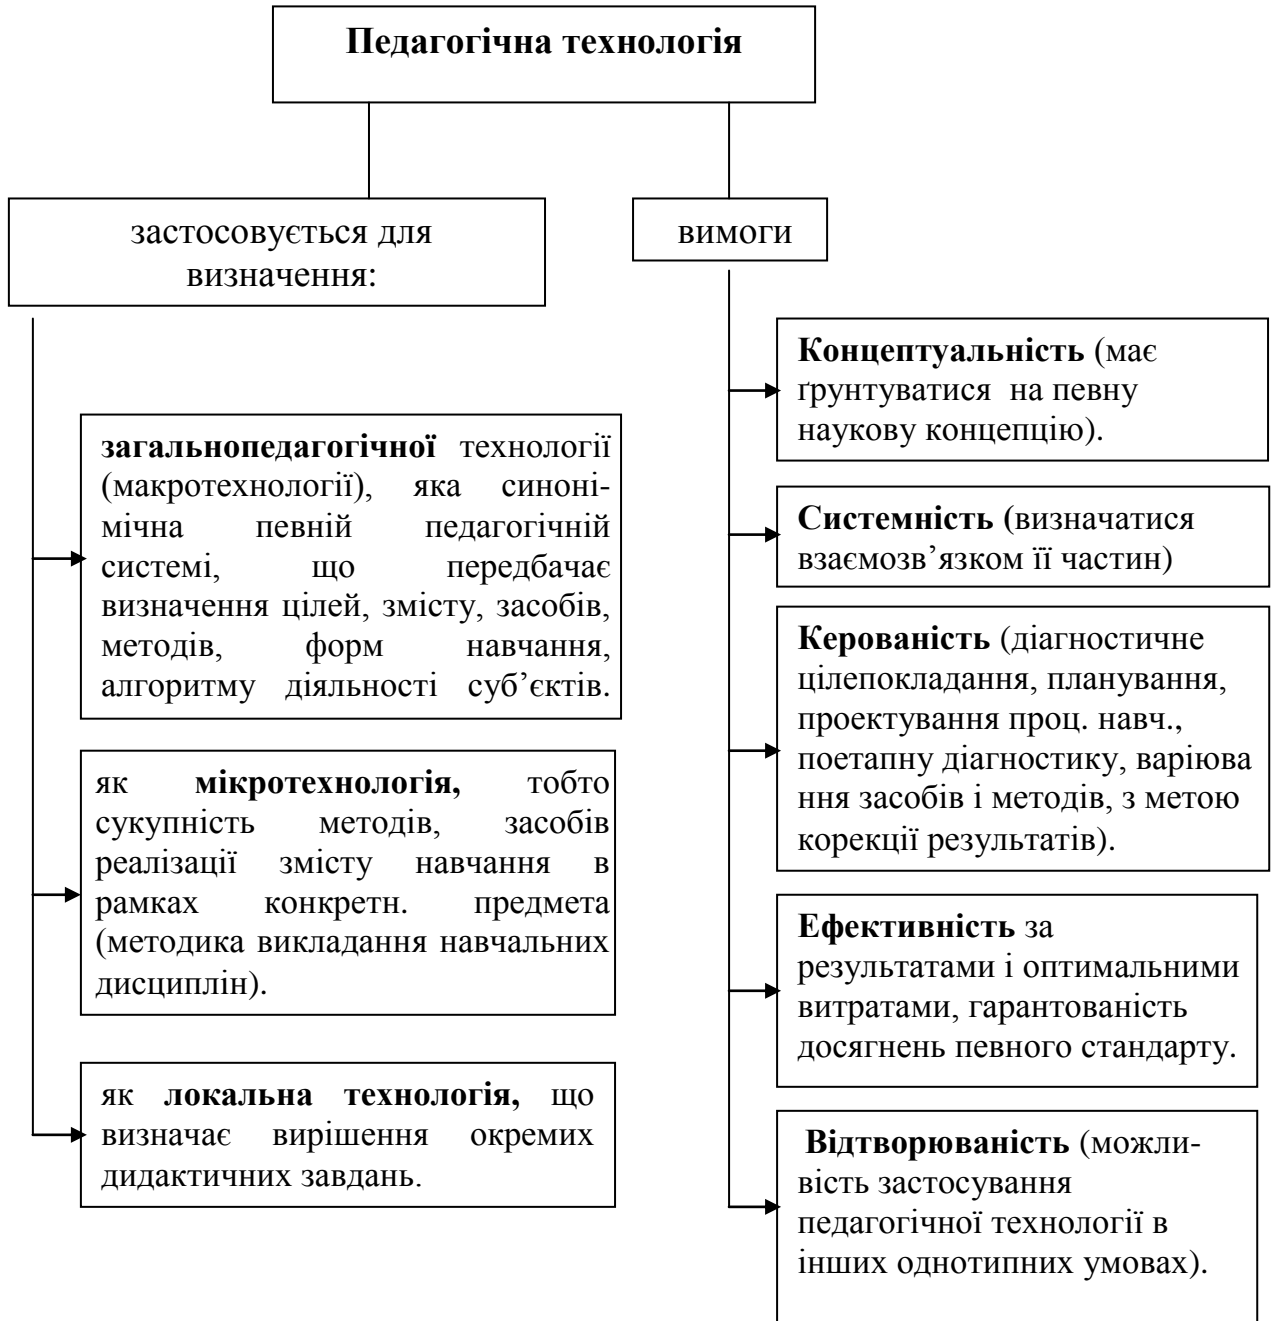 Педагогічна технологія
застосовується для
визначення:
загальнопедагогічної технології
(макротехнології), яка синоні-
мічна певній педагогічній
системі, що передбачає
визначення цілей, змісту, засобів,
методів, форм навчання,
алгоритму діяльності суб’єктів.
як мікротехнологія, тобто
сукупність методів, засобів
реалізації змісту навчання в
рамках конкретн. предмета
(методика викладання навчальних
дисциплін).
як локальна технологія, що
визначає вирішення окремих
дидактичних завдань.
вимоги
Концептуальність (має
ґрунтуватися на певну
наукову концепцію).
Системність (визначатися
взаємозв’язком її частин)
Керованість (діагностичне
цілепокладання, планування,
проектування проц. навч.,
поетапну діагностику, варіюва
ння засобів і методів, з метою
корекції результатів).
Ефективність за
результатами і оптимальними
витратами, гарантованість
досягнень певного стандарту.
Відтворюваність (можли-
вість застосування
педагогічної технології в
інших однотипних умовах).